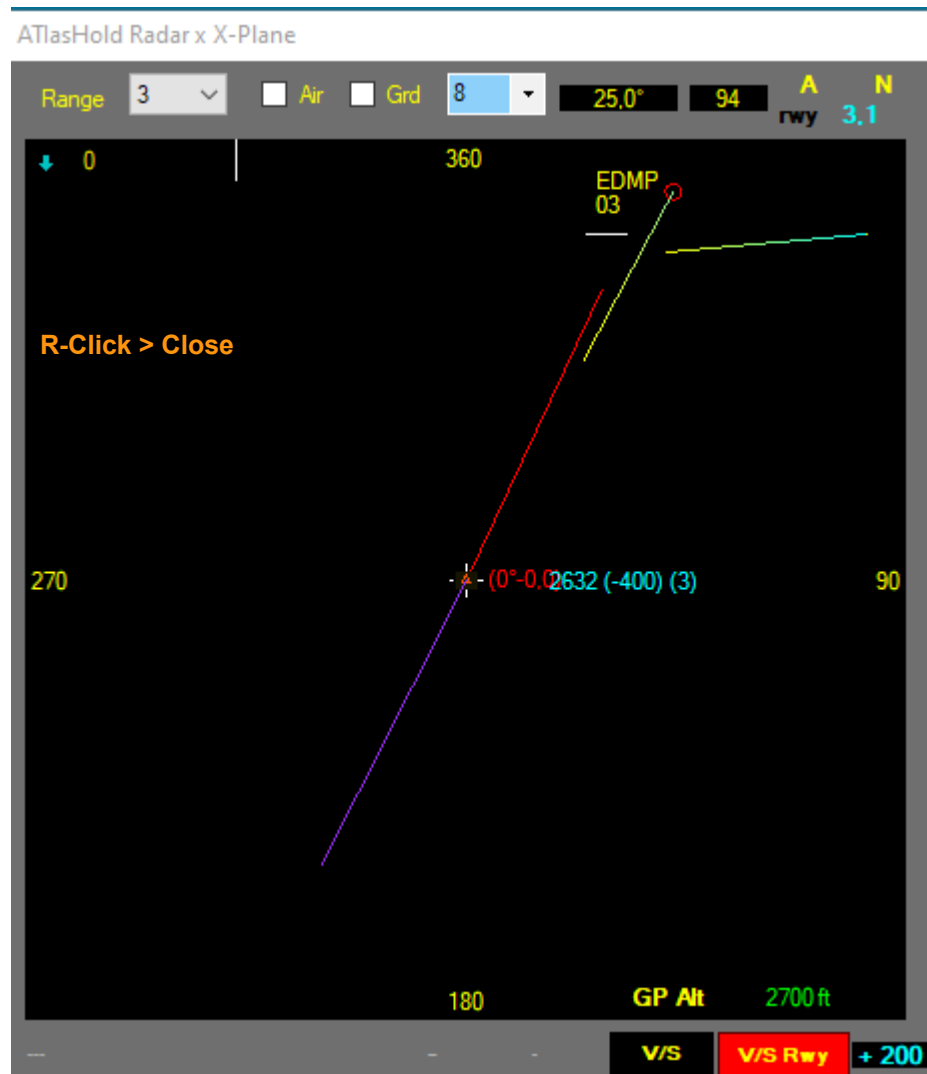 ATlasHold Radar x X-Plane
Range 3 Air Grd 8 25,0° 94 A N
rwy 3,1
0 360
EDMP
03
R-Click > Close
270 (0°-0,0 2632 (-400) (3) 90
180 GP Alt 2700 ft
--- - - V/S V/S Rwy + 200